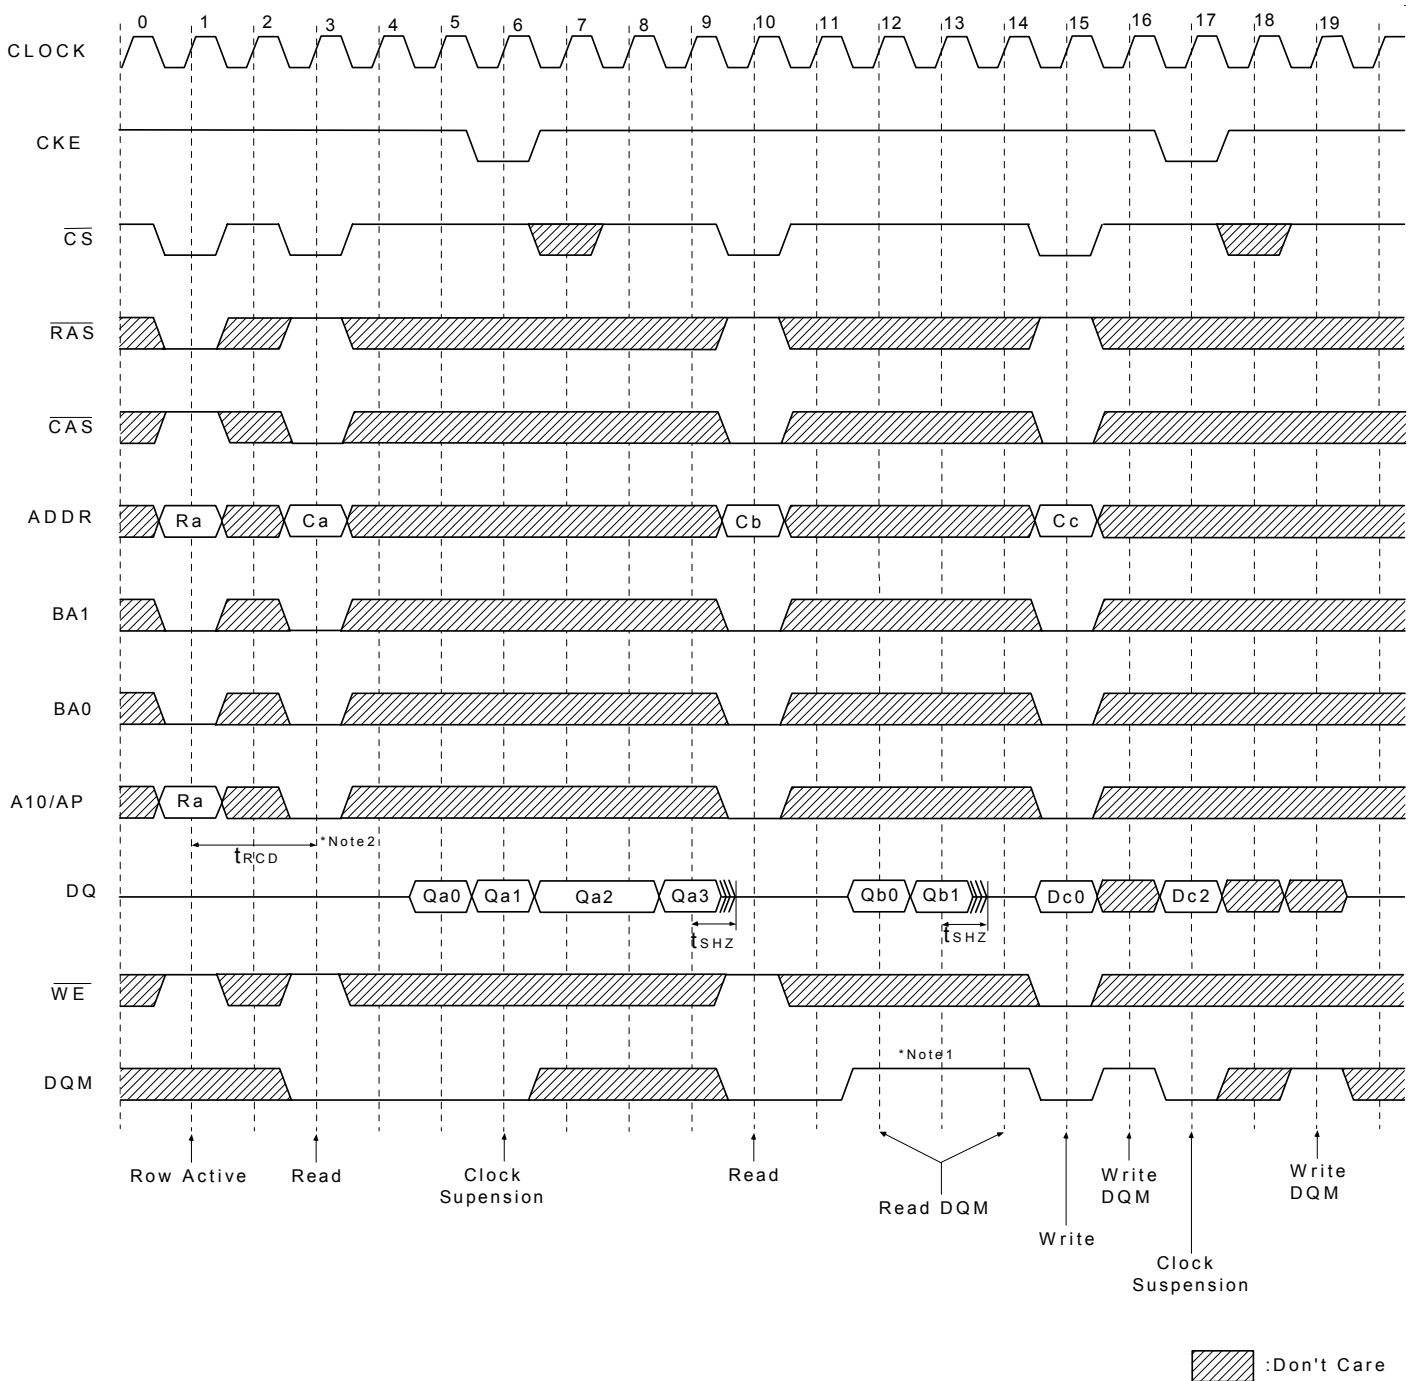 0 1 2 3 4 5 6 7 8 9 10 11 12 13 14 15 16 17 18 19
CLOCK
CKE
CS
RAS
CAS
ADDR Ra Ca Cb Cc
BA1
BA0
A10/AP Ra
tRCD *Note2
DQ Qa0 Qa1 Qa2 Qa3 Qb0 Qb1 Dc0 Dc2
tSHZ tSHZ
WE
*Note1
DQM
Row Active
Read
Clock
Supension
Read
Read DQM
Write
Write
DQM
Clock
Suspension
Write
DQM
:Don't Care